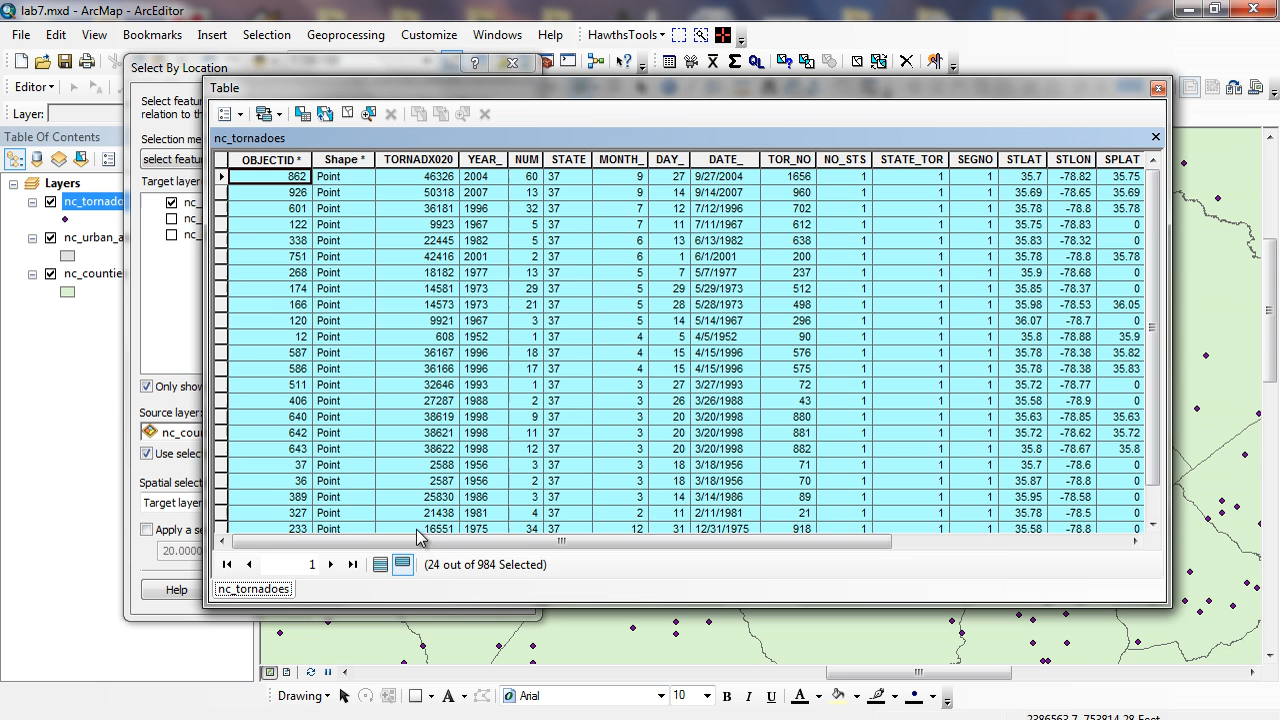 lab7.mxd - ArcMap - ArcEditor
File Edit View Bookmarks Insert Selection Geoprocessing Customize Windows Help HawthsTools
Editor
Layer:
Table Of Contents
Layers
nc_tornado
nc_urban_a
nc_counties
Select By Location
Select feature
relation to the
Selection me
select featur
Target layer
Only show
Source layer:
nc_cou
Use selec
Spatial selec
Target layer
Apply a se
20.0000
Help
Table
nc_tornadoes
OBJECTID * Shape * TORNADX020 YEAR_ NUM STATE MONTH_ DAY_ DATE_ TOR_NO NO_STS STATE_TOR SEGNO STLAT STLON SPLAT
862 Point 46326 2004 60 37 9 27 9/27/2004 1656 1 1 1 35.7 -78.82 35.75
926 Point 50318 2007 13 37 9 14 9/14/2007 960 1 1 1 35.65 -78.85 35.69
601 Point 36181 1996 32 37 7 12 7/12/1996 702 1 1 1 35.78 -78.8 35.78
122 Point 9923 1967 5 37 7 11 7/11/1967 612 1 1 1 35.75 -78.83 0
338 Point 22445 1982 5 37 6 13 6/13/1982 638 1 1 1 35.83 -78.32 0
751 Point 42416 2001 2 37 6 1 6/1/2001 200 1 1 1 35.78 -78.8 35.78
268 Point 18182 1977 13 37 5 7 5/7/1977 237 1 1 1 35.9 -78.68 0
174 Point 14581 1973 29 37 5 29 5/29/1973 512 1 1 1 35.85 -78.37 0
166 Point 14573 1973 21 37 5 28 5/28/1973 498 1 1 1 35.98 -78.53 36.05
120 Point 9921 1967 3 37 5 14 5/14/1967 296 1 1 1 36.07 -78.7 0
12 Point 608 1952 1 37 4 5 4/5/1952 90 1 1 1 35.8 -78.88 35.9
587 Point 36167 1996 18 37 4 15 4/15/1996 576 1 1 1 35.78 -78.38 35.82
586 Point 36166 1996 17 37 4 15 4/15/1996 575 1 1 1 35.78 -78.38 35.83
511 Point 32646 1993 1 37 3 27 3/27/1993 72 1 1 1 35.72 -78.77 0
406 Point 27287 1988 2 37 3 26 3/26/1988 43 1 1 1 35.58 -78.9 0
640 Point 38619 1998 9 37 3 20 3/20/1998 880 1 1 1 35.63 -78.85 35.63
642 Point 38621 1998 11 37 3 20 3/20/1998 881 1 1 1 35.72 -78.62 35.72
643 Point 38622 1998 12 37 3 20 3/20/1998 882 1 1 1 35.8 -78.67 35.8
37 Point 2588 1956 3 37 3 18 3/18/1956 71 1 1 1 35.7 -78.6 0
36 Point 2587 1956 2 37 3 18 3/18/1956 70 1 1 1 35.87 -78.8 0
389 Point 25830 1986 3 37 3 14 3/14/1986 89 1 1 1 35.95 -78.58 0
327 Point 21438 1981 4 37 2 11 2/11/1981 21 1 1 1 35.78 -78.5 0
233 Point 16551 1975 34 37 12 31 12/31/1975 918 1 1 1 35.58 -78.8 0
1 (24 out of 984 Selected)
nc_tornadoes
Drawing Arial 10 B I U A